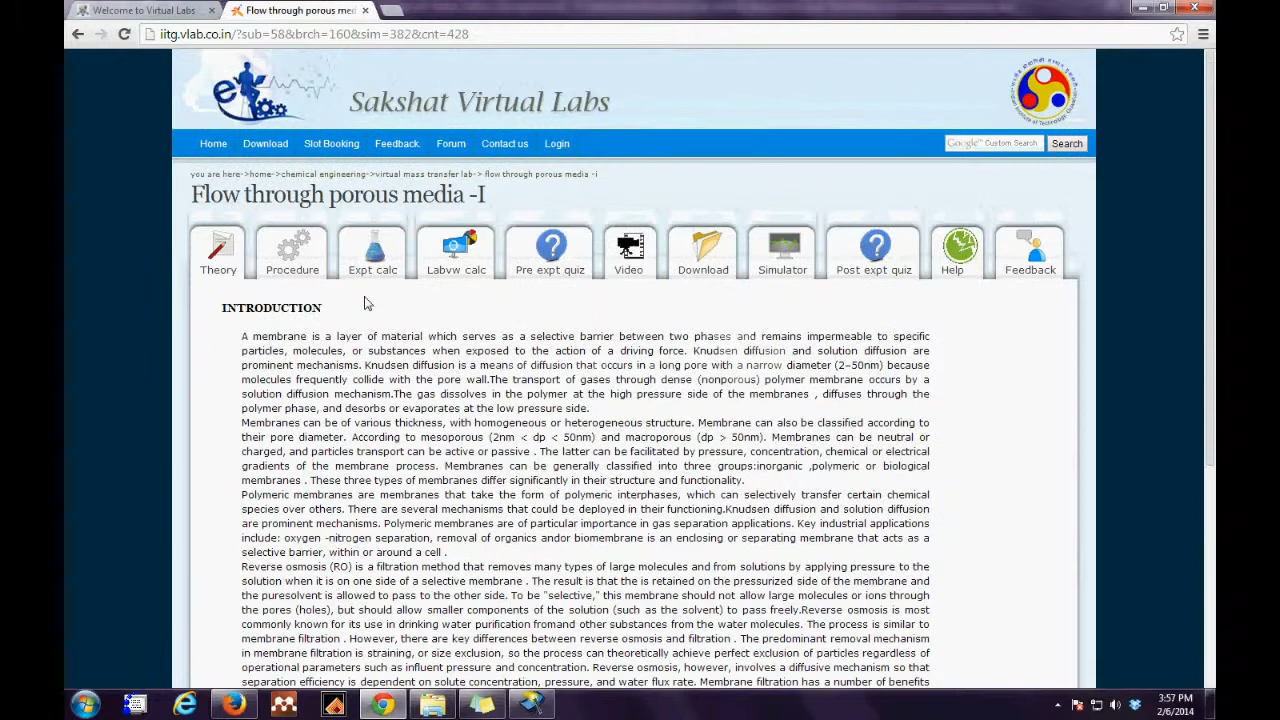 Welcome to Virtual Labs
Flow through porous med
iitg.vlab.co.in/?sub=58&brch=160&sim=382&cnt=428
Sakshat Virtual Labs
Home Download Slot Booking Feedback Forum Contact us Login
Google™ Custom Search Search
you are here->home->chemical engineering->virtual mass transfer lab-> flow through porous media -i
Flow through porous media -I
Theory Procedure Expt calc Labvw calc Pre expt quiz Video Download Simulator Post expt quiz Help Feedback
INTRODUCTION
A membrane is a layer of material which serves as a selective barrier between two phases and remains impermeable to specific
particles, molecules, or substances when exposed to the action of a driving force. Knudsen diffusion and solution diffusion are
prominent mechanisms. Knudsen diffusion is a means of diffusion that occurs in a long pore with a narrow diameter (2–50nm) because
molecules frequently collide with the pore wall.The transport of gases through dense (nonporous) polymer membrane occurs by a
solution diffusion mechanism.The gas dissolves in the polymer at the high pressure side of the membranes , diffuses through the
polymer phase, and desorbs or evaporates at the low pressure side.
Membranes can be of various thickness, with homogeneous or heterogeneous structure. Membrane can also be classified according to
their pore diameter. According to mesoporous (2nm < dp < 50nm) and macroporous (dp > 50nm). Membranes can be neutral or
charged, and particles transport can be active or passive . The latter can be facilitated by pressure, concentration, chemical or electrical
gradients of the membrane process. Membranes can be generally classified into three groups:inorganic ,polymeric or biological
membranes . These three types of membranes differ significantly in their structure and functionality.
Polymeric membranes are membranes that take the form of polymeric interphases, which can selectively transfer certain chemical
species over others. There are several mechanisms that could be deployed in their functioning.Knudsen diffusion and solution diffusion
are prominent mechanisms. Polymeric membranes are of particular importance in gas separation applications. Key industrial applications
include: oxygen -nitrogen separation, removal of organics andor biomembrane is an enclosing or separating membrane that acts as a
selective barrier, within or around a cell .
Reverse osmosis (RO) is a filtration method that removes many types of large molecules and from solutions by applying pressure to the
solution when it is on one side of a selective membrane . The result is that the is retained on the pressurized side of the membrane and
the puresolvent is allowed to pass to the other side. To be "selective," this membrane should not allow large molecules or ions through
the pores (holes), but should allow smaller components of the solution (such as the solvent) to pass freely.Reverse osmosis is most
commonly known for its use in drinking water purification fromand other substances from the water molecules. The process is similar to
membrane filtration . However, there are key differences between reverse osmosis and filtration . The predominant removal mechanism
in membrane filtration is straining, or size exclusion, so the process can theoretically achieve perfect exclusion of particles regardless of
operational parameters such as influent pressure and concentration. Reverse osmosis, however, involves a diffusive mechanism so that
separation efficiency is dependent on solute concentration, pressure, and water flux rate. Membrane filtration has a number of benefits
3:57 PM
2/6/2014